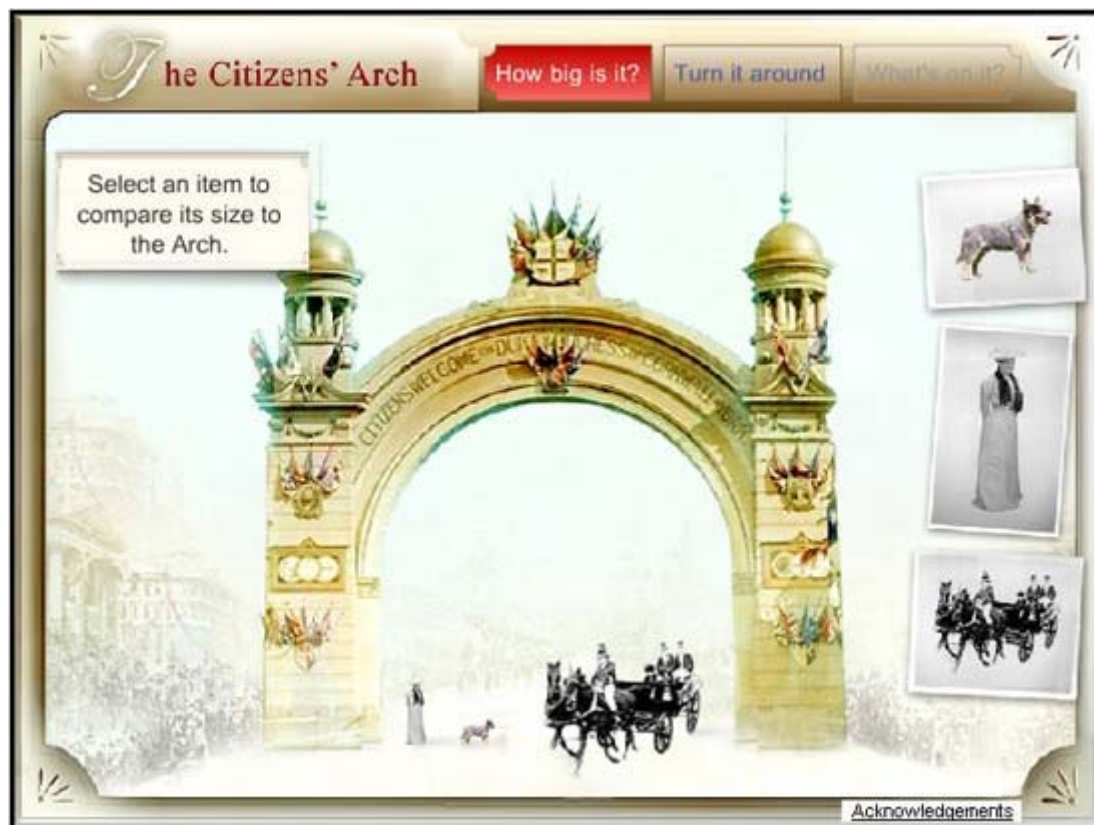 The Citizens' Arch
How big is it?
Turn it around
What's on it?
Select an item to
compare its size to
the Arch.
CITIZENS WELCOME DUCHESS
Acknowledgements